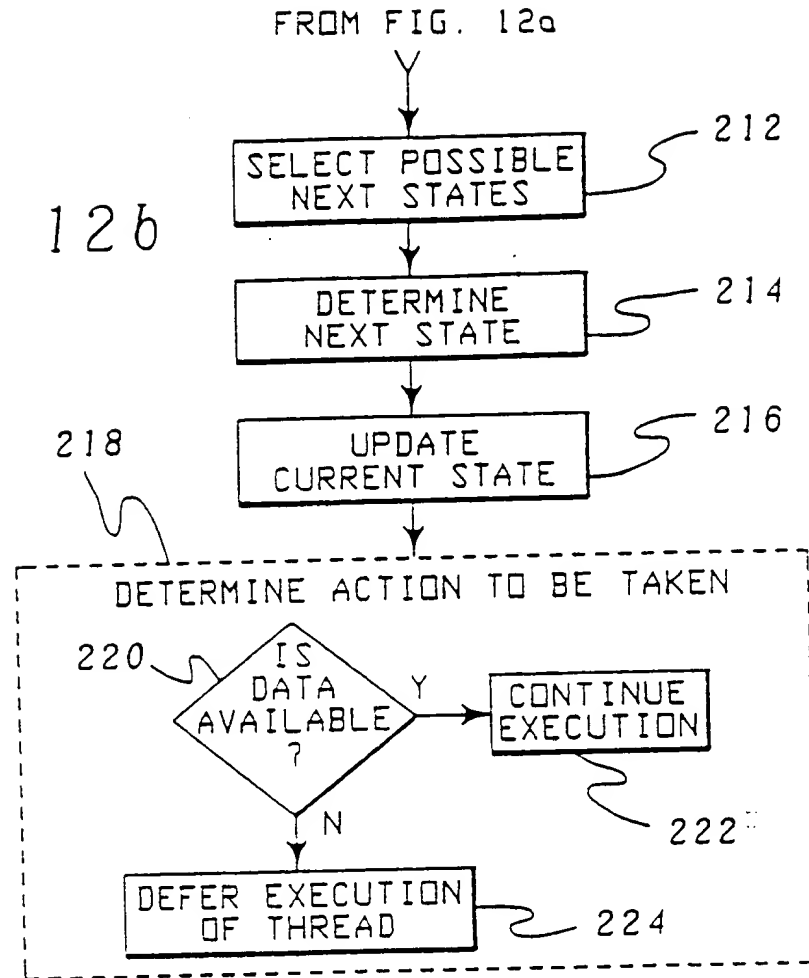 FROM FIG. 12a
212
SELECT POSSIBLE
NEXT STATES
12b
214
DETERMINE
NEXT STATE
216
UPDATE
CURRENT STATE
218
DETERMINE ACTION TO BE TAKEN
220
IS
DATA
AVAILABLE
?
Y
CONTINUE
EXECUTION
N
222
DEFER EXECUTION
OF THREAD
224